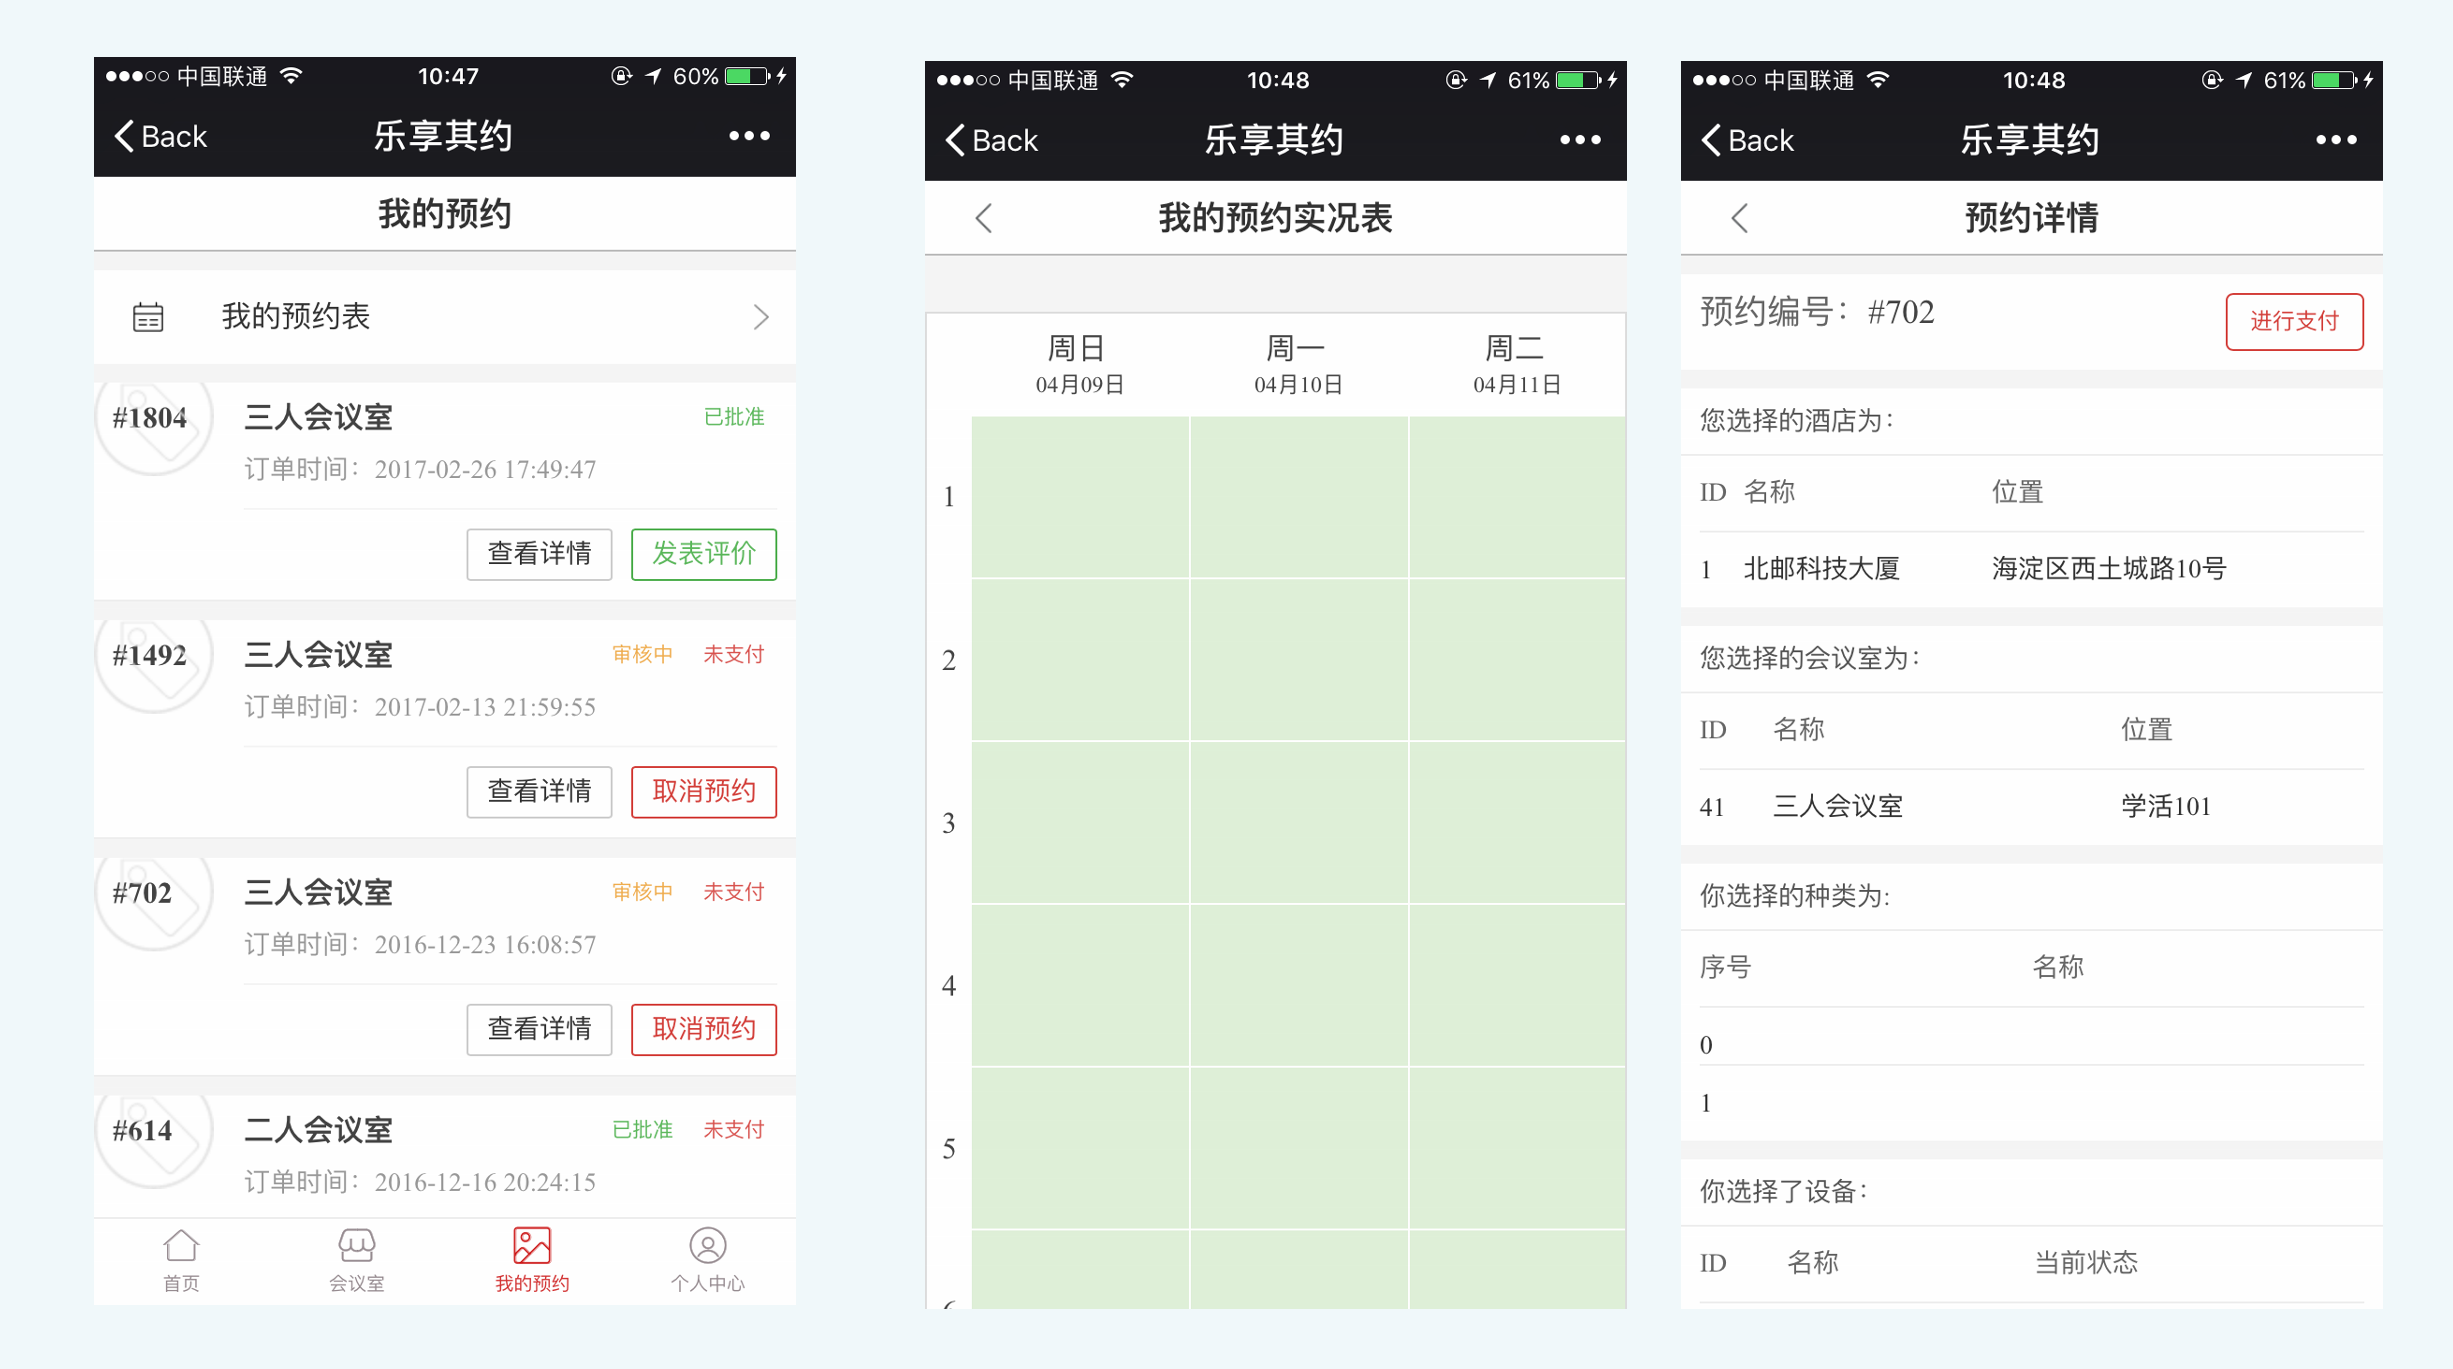 中国联通 10:47 60%
Back 乐享其约
我的预约
我的预约表
#1804 三人会议室 已批准
订单时间：2017-02-26 17:49:47
查看详情 发表评价
#1492 三人会议室 审核中 未支付
订单时间：2017-02-13 21:59:55
查看详情 取消预约
#702 三人会议室 审核中 未支付
订单时间：2016-12-23 16:08:57
查看详情 取消预约
#614 二人会议室 已批准 未支付
订单时间：2016-12-16 20:24:15
首页 会议室 我的预约 个人中心
中国联通 10:48 61%
Back 乐享其约
我的预约实况表
周日 周一 周二
04月09日 04月10日 04月11日
1
2
3
4
5
6
中国联通 10:48 61%
Back 乐享其约
预约详情
预约编号：#702 进行支付
您选择的酒店为：
ID 名称 位置
1 北邮科技大厦 海淀区西土城路10号
您选择的会议室为：
ID 名称 位置
41 三人会议室 学活101
你选择的种类为:
序号 名称
0
1
你选择了设备：
ID 名称 当前状态